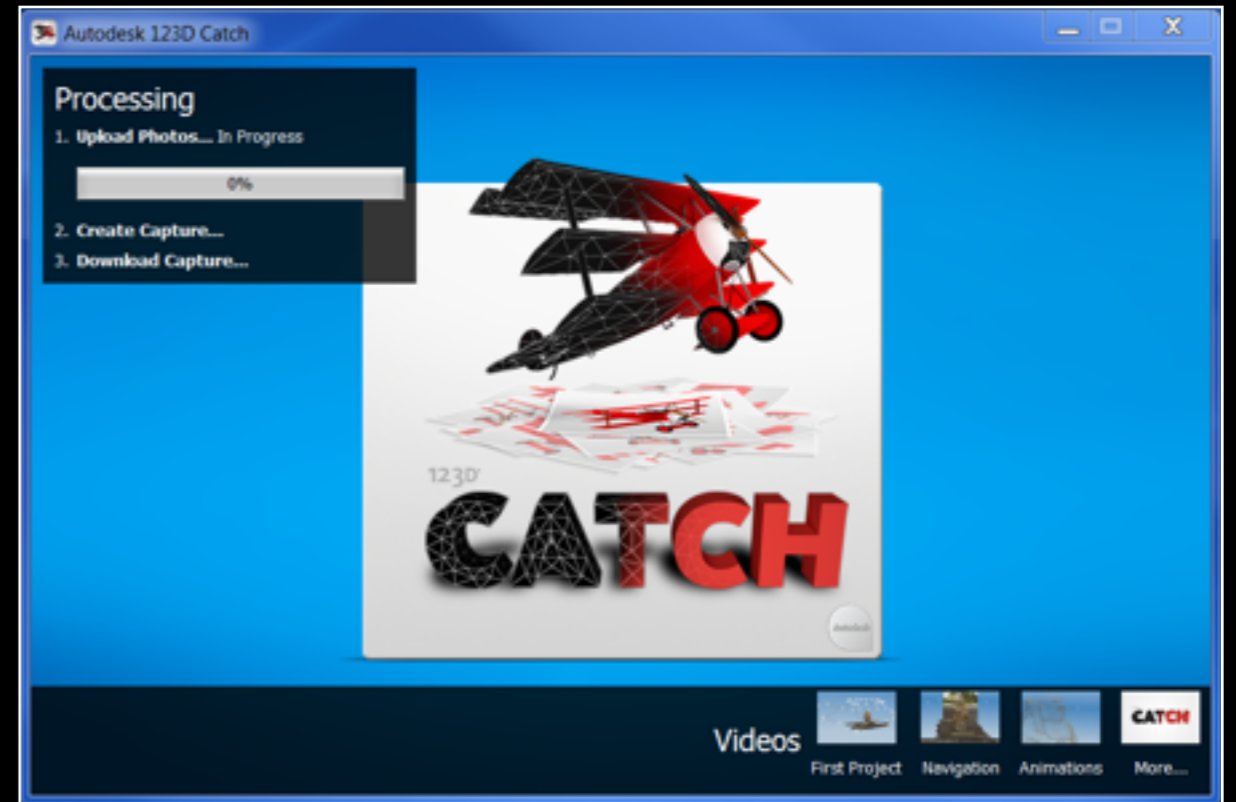 Autodesk 123D Catch
Processing
1. Upload Photos... In Progress
0%
2. Create Capture...
3. Download Capture...
123D
CATCH
Autodesk
Videos
CATCH
First Project
Navigation
Animations
More...